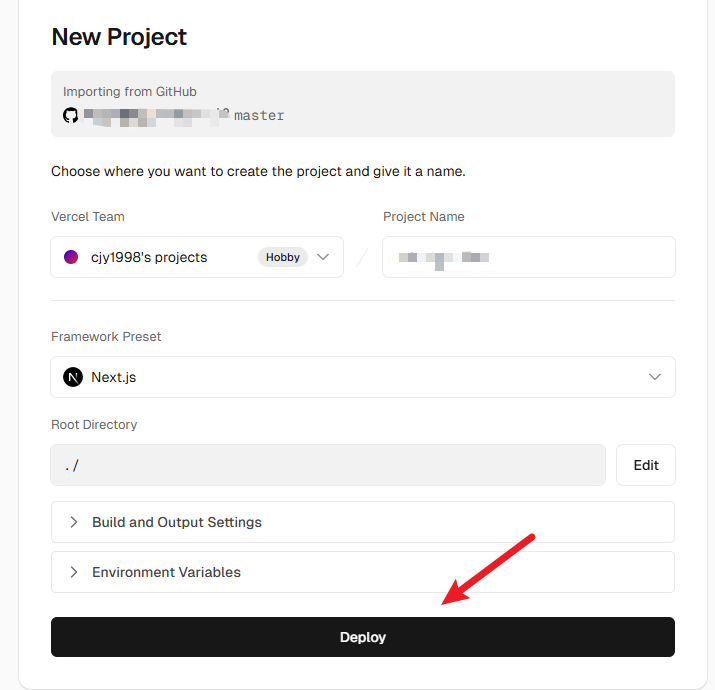 New Project
Importing from GitHub
master
Choose where you want to create the project and give it a name.
Vercel Team
Project Name
cjy1998's projects Hobby
/
Framework Preset
N Next.js
Root Directory
./
Edit
Build and Output Settings
Environment Variables
Deploy